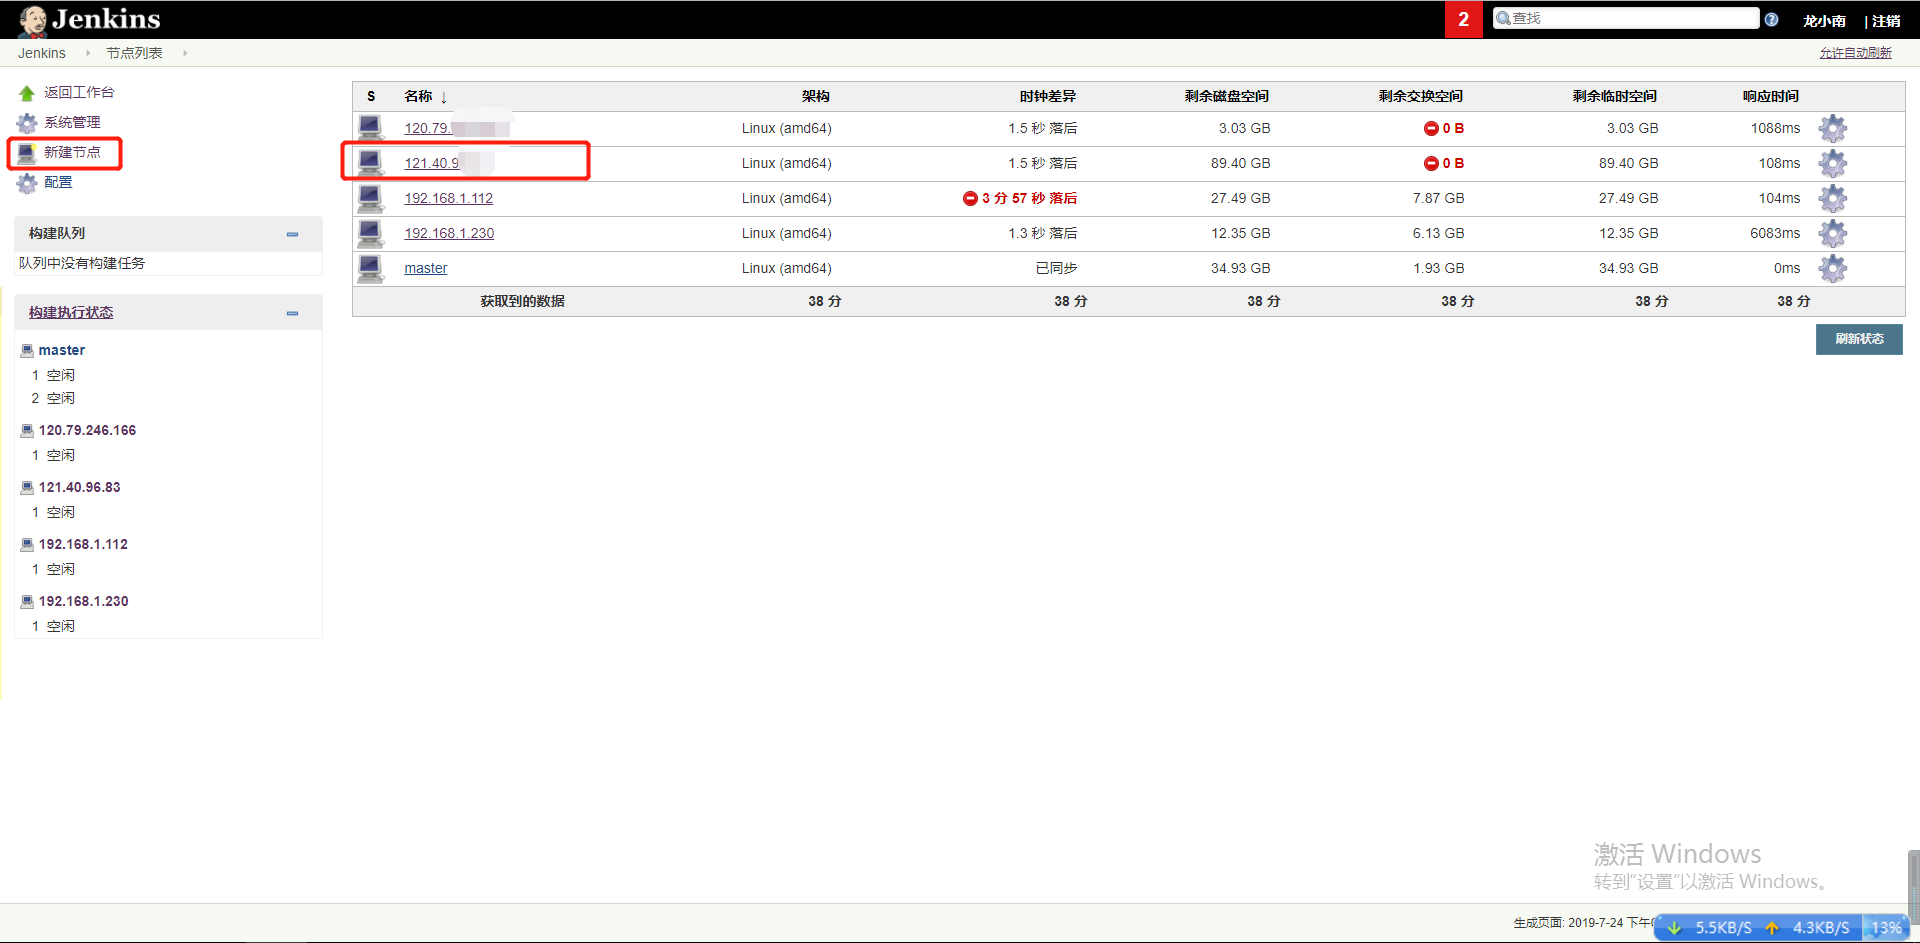 Jenkins
2
查找
龙小南 | 注销
Jenkins 节点列表
允许自动刷新
返回工作台
系统管理
新建节点
配置
构建队列
队列中没有构建任务
构建执行状态
master
1 空闲
2 空闲
120.79.246.166
1 空闲
121.40.96.83
1 空闲
192.168.1.112
1 空闲
192.168.1.230
1 空闲
S 名称 ↓ 架构 时钟差异 剩余磁盘空间 剩余交换空间 剩余临时空间 响应时间
120.79. Linux (amd64) 1.5 秒 落后 3.03 GB 0 B 3.03 GB 1088ms
121.40.9 Linux (amd64) 1.5 秒 落后 89.40 GB 0 B 89.40 GB 108ms
192.168.1.112 Linux (amd64) 3 分 57 秒 落后 27.49 GB 7.87 GB 27.49 GB 104ms
192.168.1.230 Linux (amd64) 1.3 秒 落后 12.35 GB 6.13 GB 12.35 GB 6083ms
master Linux (amd64) 已同步 34.93 GB 1.93 GB 34.93 GB 0ms
获取到的数据 38 分 38 分 38 分 38 分 38 分 38 分
刷新状态
激活 Windows
转到“设置”以激活 Windows。
生成页面: 2019-7-24 下午
5.5KB/S 4.3KB/S 13%